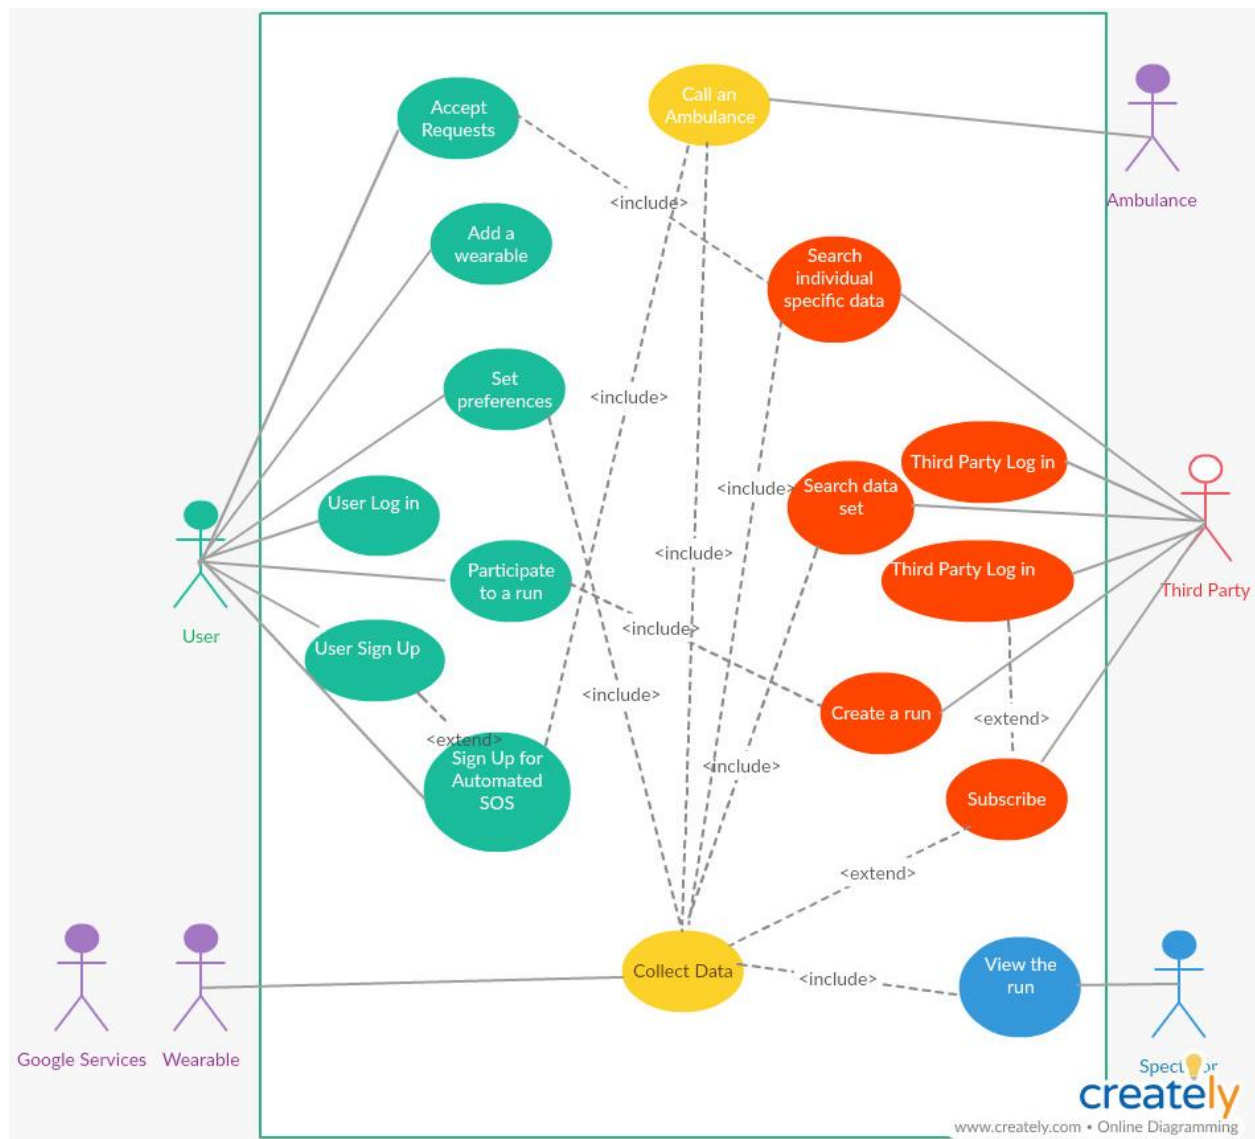 Accept
Requests
Call an
Ambulance
Ambulance
<include>
Add a
wearable
Search
individual
specific data
Set
preferences
<include>
Third Party Log in
<include>
Search data
set
User Log in
<include>
Third Party Log in
Participate
to a run
Third Party
User
<include>
User Sign Up
<include>
Create a run
<extend>
<extend>
Sign Up for
Automated
SOS
<include>
Subscribe
<extend>
Collect Data
<include>
View the
run
Google Services
Wearable
creately
www.creately.com • Online Diagramming